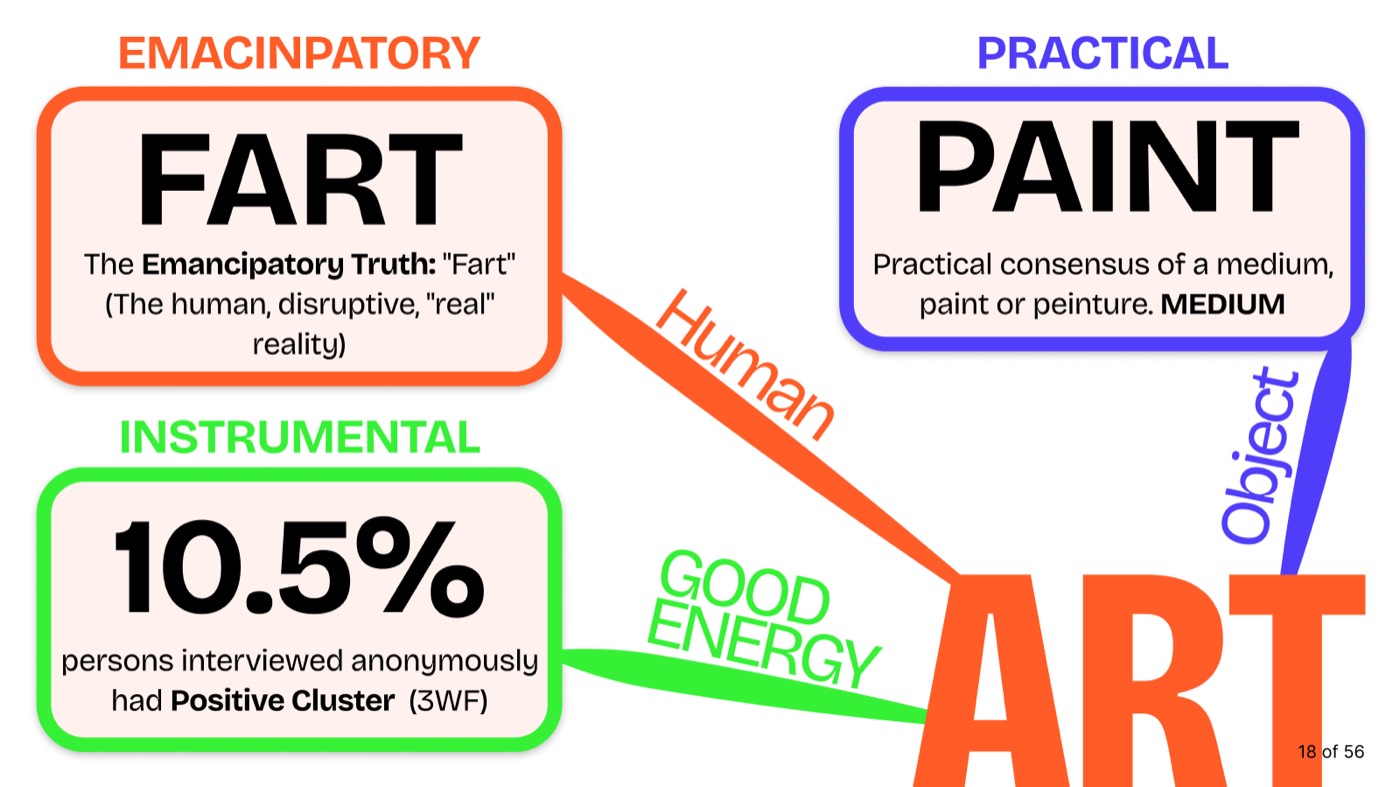 EMACINPATORY
FART
The Emancipatory Truth: "Fart"
(The human, disruptive, "real"
reality)
PRACTICAL
PAINT
Practical consensus of a medium,
paint or peinture. MEDIUM
Human
Object
INSTRUMENTAL
10.5%
persons interviewed anonymously
had Positive Cluster (3WF)
GOOD
ENERGY
ART
18 of 56